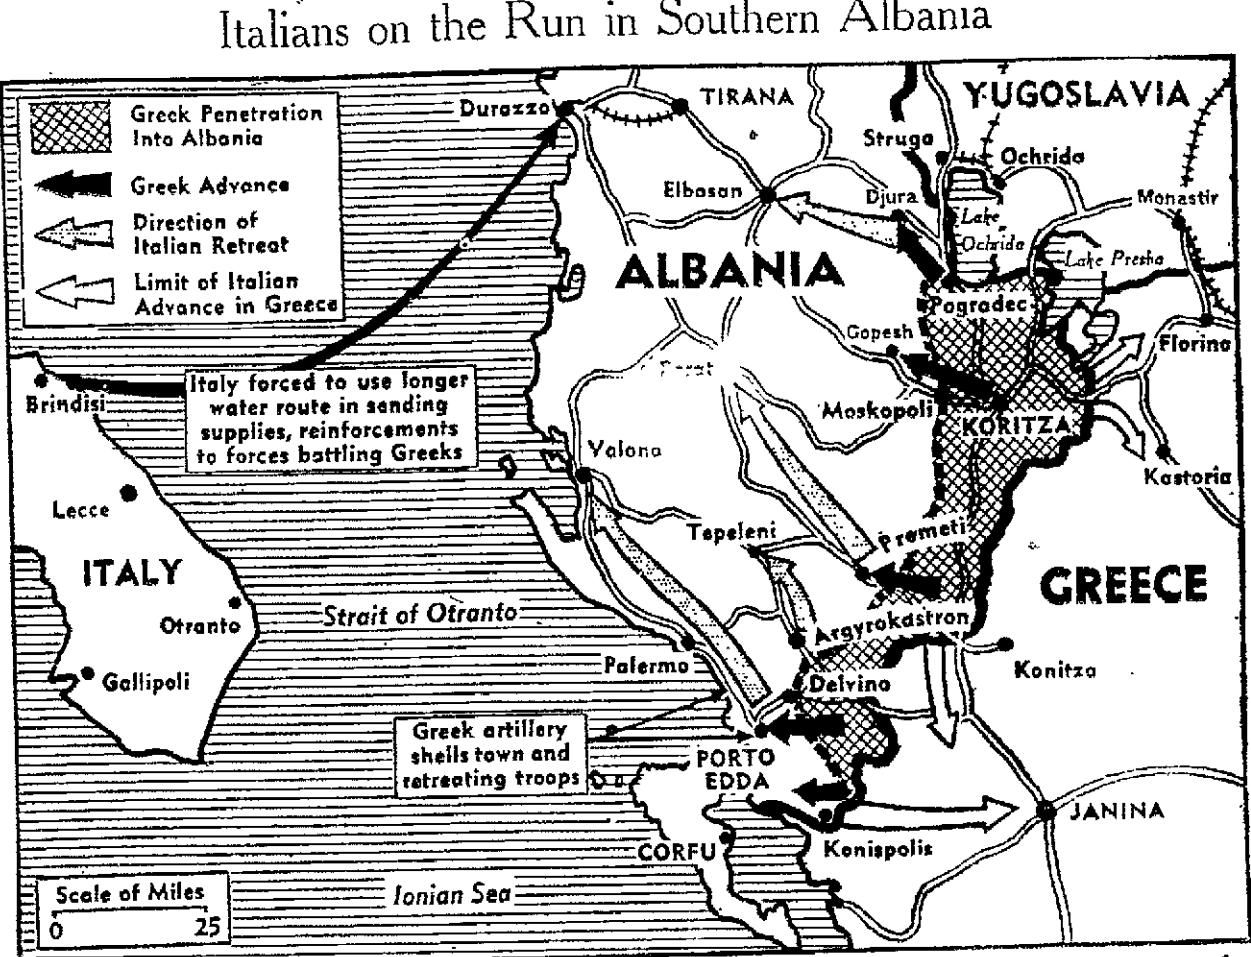 Italians on the Run in Southern Albania
Greek Penetration
Into Albania
Greek Advance
Direction of
Italian Retreat
Limit of Italian
Advance in Greece
Durazzo
TIRANA
YUGOSLAVIA
Struga
Ochrida
Elbasan
Djura
Monastir
Lake
Ochrida
Lake Presba
ALBANIA
Pogradec
Gopesh
Florina
Berat
Brindisi
Italy forced to use longer
water route in sending
supplies, reinforcements
to forces battling Greeks
Moskopoli
KORITZA
Valona
Kastoria
Lecce
Tepeleni
Premeti
ITALY
GREECE
Strait of Otranto
Otranto
Argyrokastron
Palermo
Konitza
Gallipoli
Delvino
Greek artillery
shells town and
retreating troops
PORTO
EDDA
JANINA
CORFU
Konispolis
Scale of Miles
0 25
Ionian Sea